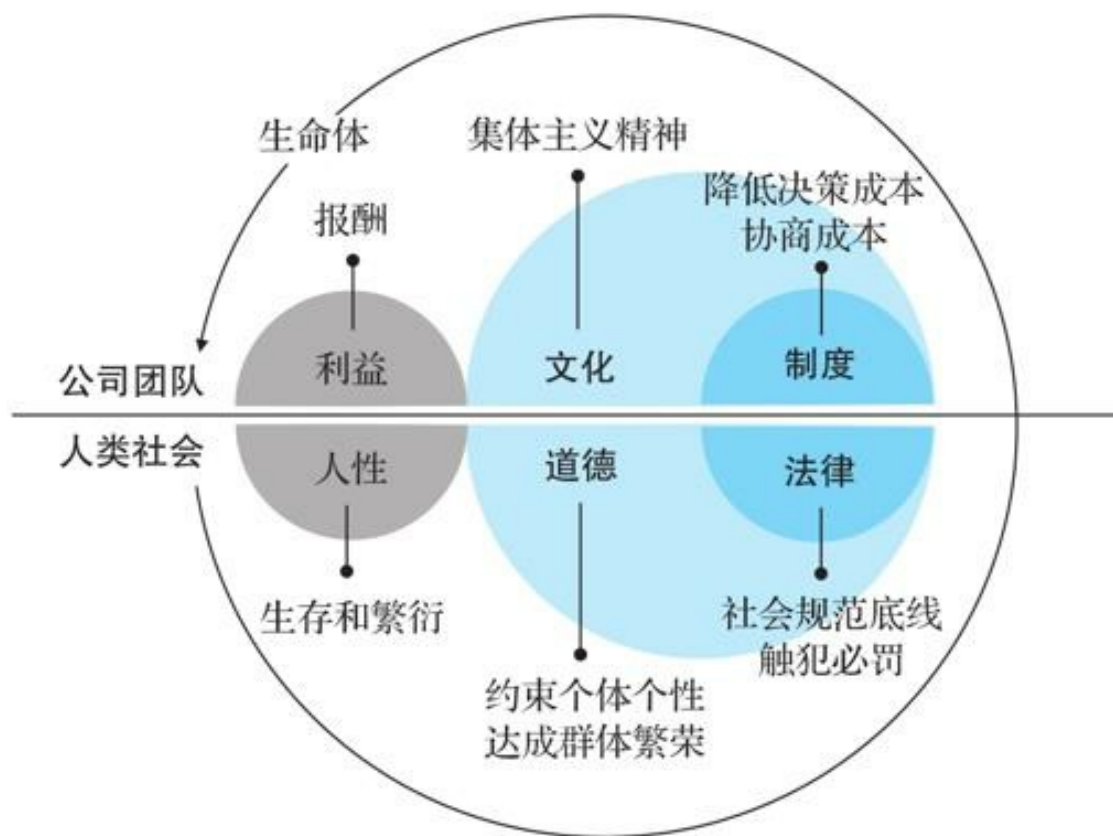 生命体
集体主义精神
降低决策成本
协商成本
报酬
利益
文化
制度
公司团队
人类社会
人性
道德
法律
生存和繁衍
社会规范底线
触犯必罚
约束个体个性
达成群体繁荣